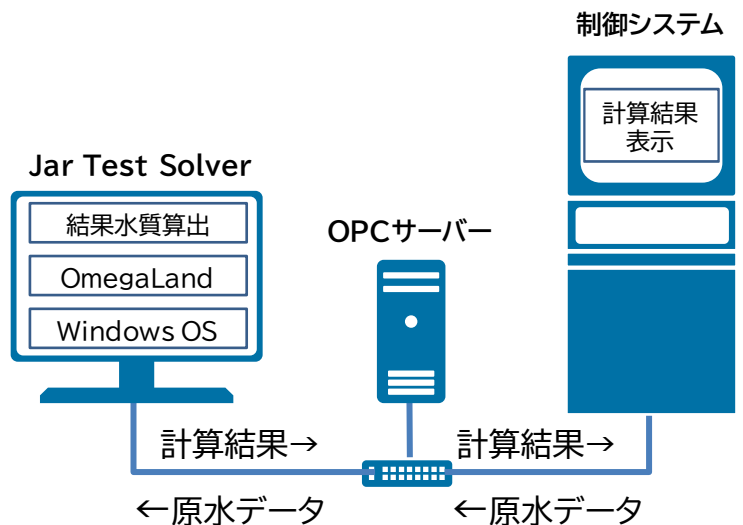 制御システム
計算結果
表示
Jar Test Solver
結果水質算出
OmegaLand
Windows OS
OPCサーバー
計算結果→
計算結果→
←原水データ
←原水データ